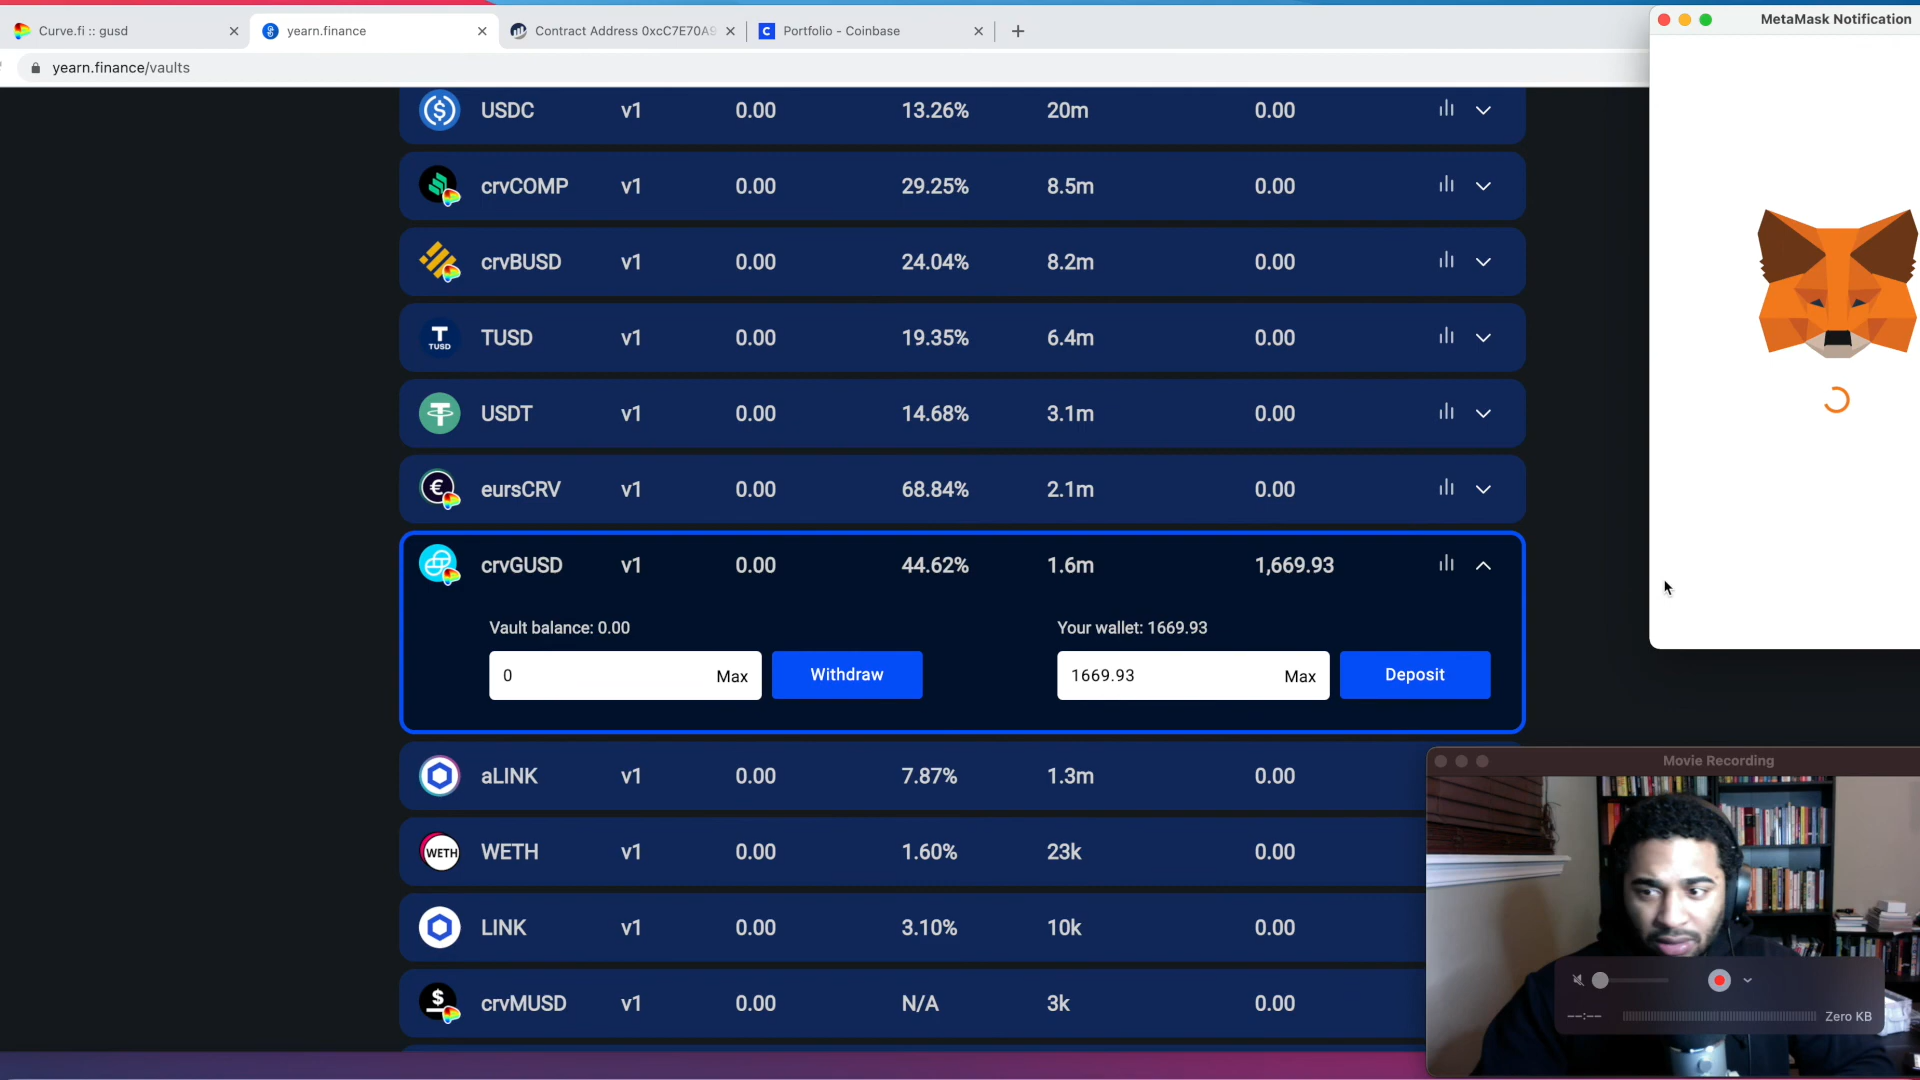 Curve.fi :: gusd
yearn.finance
Contract Address 0xcC7E70A9
Portfolio - Coinbase
MetaMask Notification
yearn.finance/vaults
USDC v1 0.00 13.26% 20m 0.00
crvCOMP v1 0.00 29.25% 8.5m 0.00
crvBUSD v1 0.00 24.04% 8.2m 0.00
TUSD TUSD v1 0.00 19.35% 6.4m 0.00
USDT v1 0.00 14.68% 3.1m 0.00
eursCRV v1 0.00 68.84% 2.1m 0.00
crvGUSD v1 0.00 44.62% 1.6m 1,669.93
Vault balance: 0.00 Your wallet: 1669.93
0 Max Withdraw 1669.93 Max Deposit
Movie Recording
aLINK v1 0.00 7.87% 1.3m 0.00
WETH WETH v1 0.00 1.60% 23k 0.00
LINK v1 0.00 3.10% 10k 0.00
crvMUSD v1 0.00 N/A 3k 0.00
--:-- Zero KB